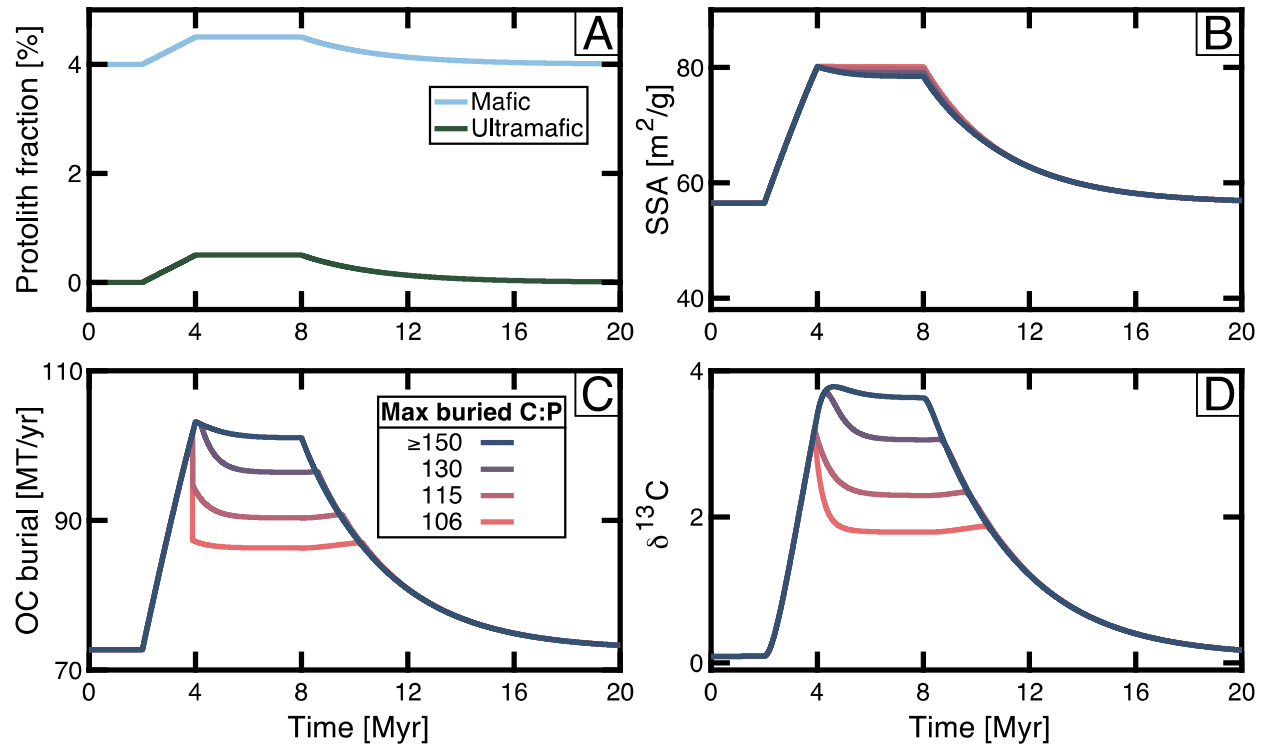 A
Protolith fraction [%]
4
2
0
Mafic
Ultramafic
0 4 8 12 16 20
B
SSA [m²/g]
80
60
40
0 4 8 12 16 20
C
OC burial [MT/yr]
110
90
70
Max buried C:P
≥150
130
115
106
0 4 8 12 16 20
Time [Myr]
D
δ¹³C
4
2
0
0 4 8 12 16 20
Time [Myr]